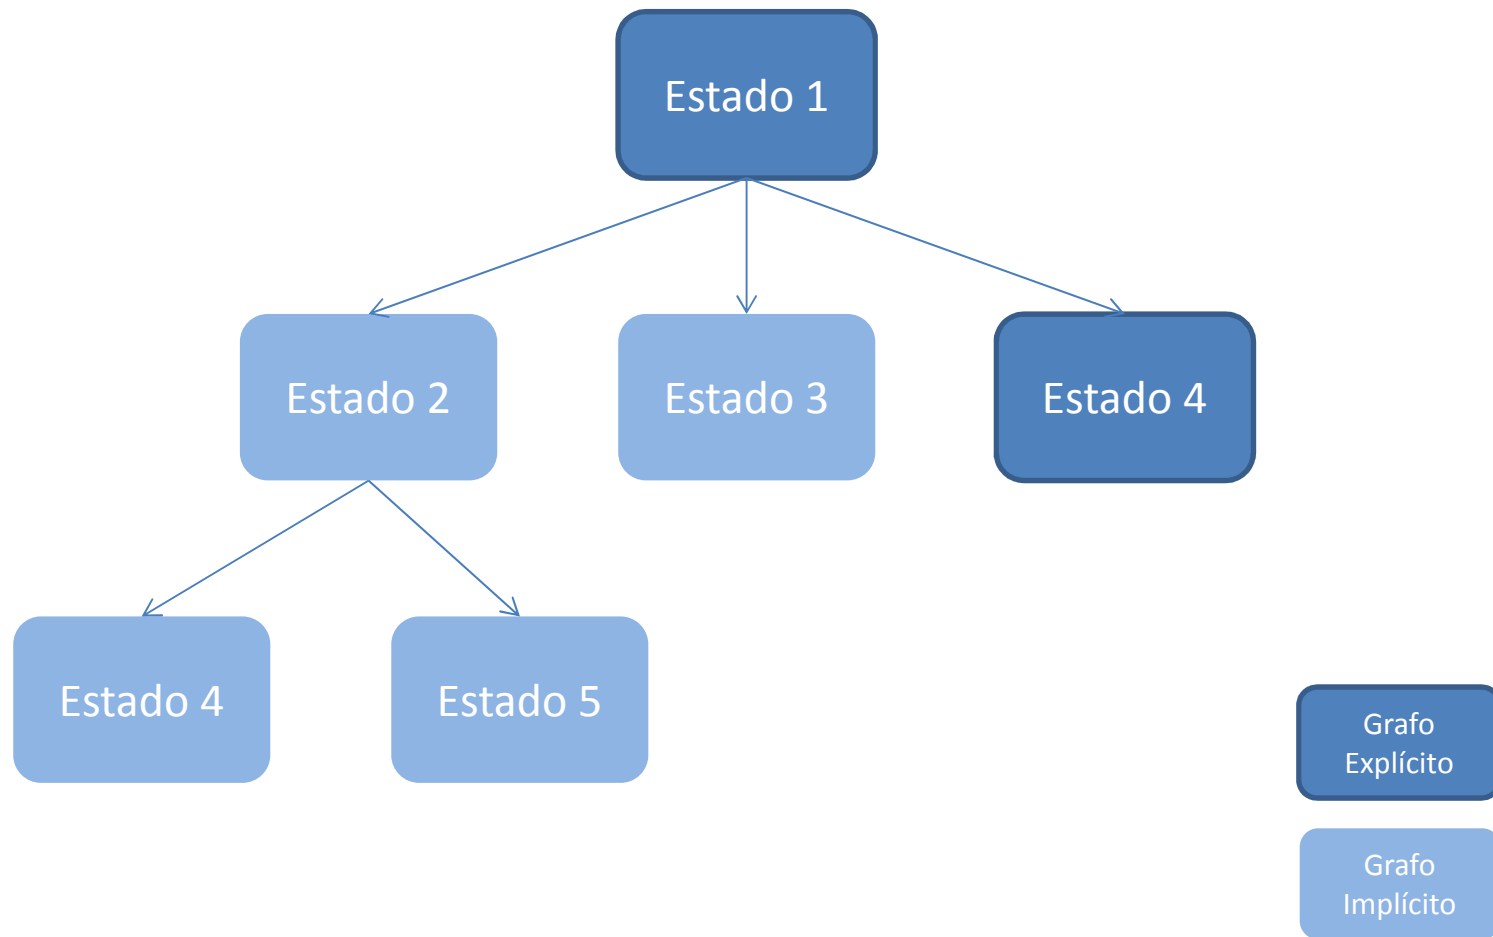 Estado 1
Estado 2
Estado 3
Estado 4
Estado 4
Estado 5
Grafo
Explícito
Grafo
Implícito